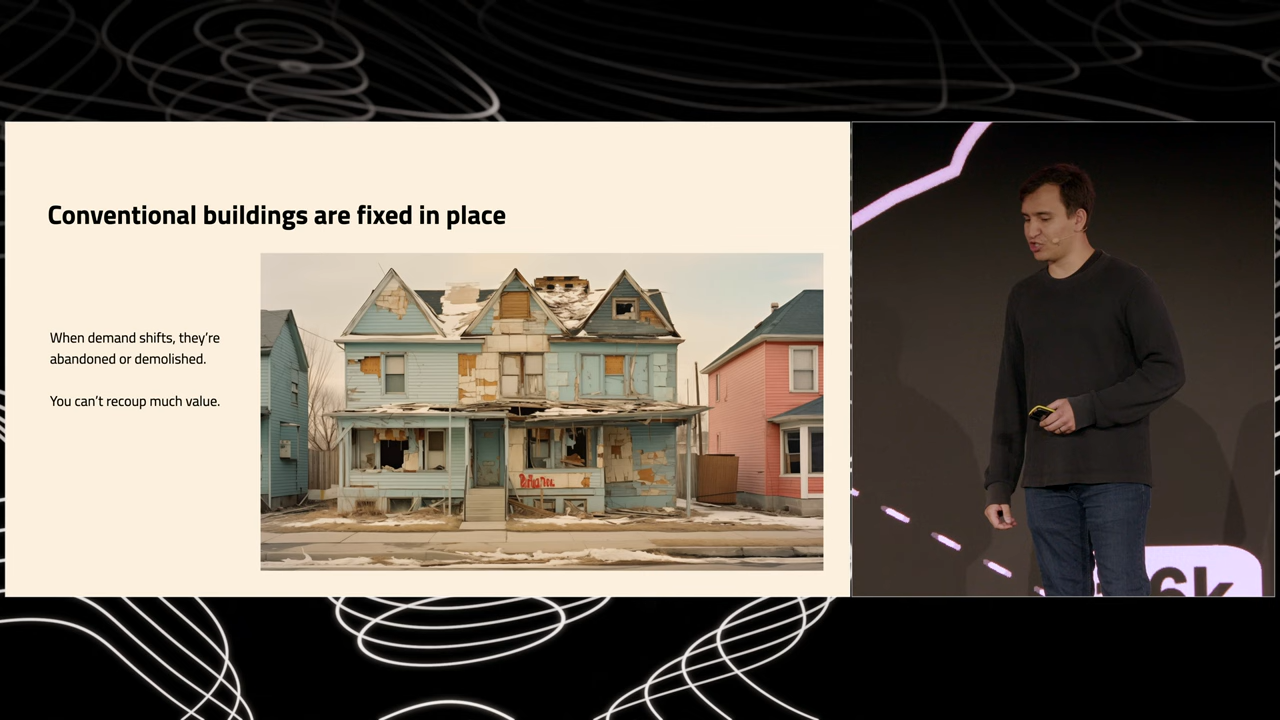 Conventional buildings are fixed in place
When demand shifts, they're
abandoned or demolished.
You can't recoup much value.
6k